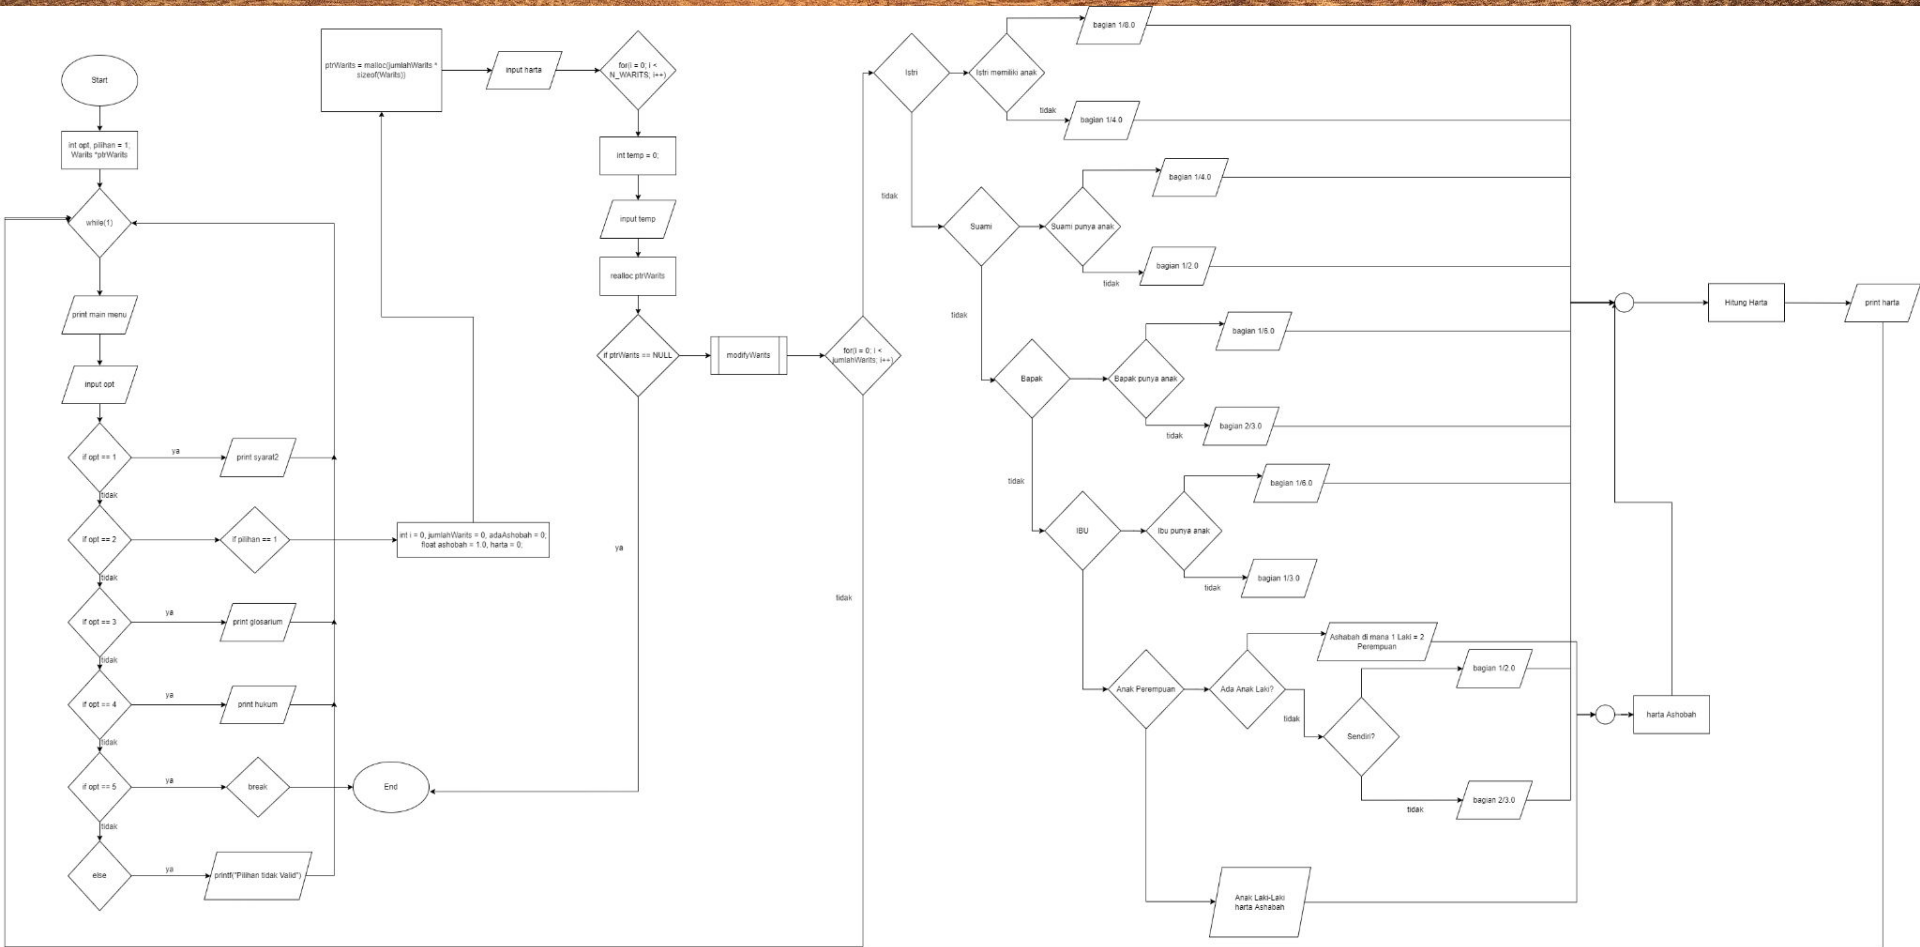 Start
int opt, pilihan = 1;
Warits *ptrWarits
while(1)
print main menu
input opt
if opt == 1
ya
print syarat2
tidak
if opt == 2
if pilihan == 1
int i = 0, jumlahWarits = 0, adaAshobah = 0;
float ashobah = 1.0, harta = 0;
tidak
if opt == 3
ya
print glosarium
tidak
if opt == 4
ya
print hukum
tidak
if opt == 5
ya
break
End
tidak
else
ya
printf("Pilihan tidak Valid")
ptrWarits = malloc(jumlahWarits *
sizeof(Warits))
input harta
for(i = 0; i <
N_WARITS; i++)
int temp = 0;
input temp
realloc ptrWarits
if ptrWarits == NULL
ya
modifyWarits
for(i = 0; i <
jumlahWarits; i++)
tidak
Istri
Istri memiliki anak
bagian 1/8.0
tidak
bagian 1/4.0
tidak
Suami
Suami punya anak
bagian 1/4.0
tidak
bagian 1/2.0
tidak
Bapak
Bapak punya anak
bagian 1/6.0
tidak
bagian 2/3.0
tidak
IBU
Ibu punya anak
bagian 1/6.0
tidak
bagian 1/3.0
Anak Perempuan
Ada Anak Laki?
Ashabah di mana 1 Laki = 2
Perempuan
tidak
Sendiri?
bagian 1/2.0
tidak
bagian 2/3.0
Anak Laki-Laki
harta Ashabah
harta Ashobah
Hitung Harta
print harta